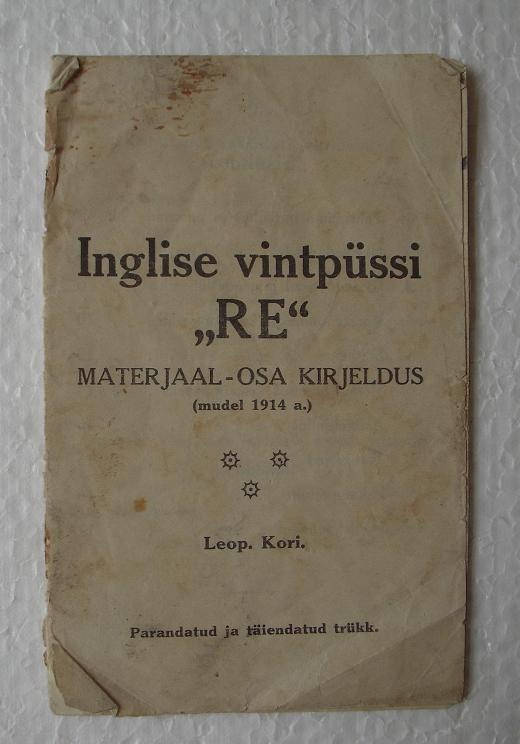 Inglise vintpüssi
„RE“
MATERJAAL-OSA KIRJELDUS
(mudel 1914 a.)
Leop. Kori.
Parandatud ja täiendatud trükk.